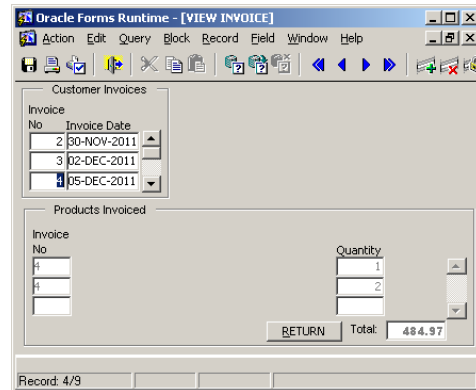 Oracle Forms Runtime - [VIEW INVOICE]
Action Edit Query Block Record Field Window Help
Customer Invoices
Invoice
No Invoice Date
2 30-NOV-2011
3 02-DEC-2011
4 05-DEC-2011
Products Invoiced
Invoice
No Quantity
4 1
4 2
RETURN Total: 484.97
Record: 4/9